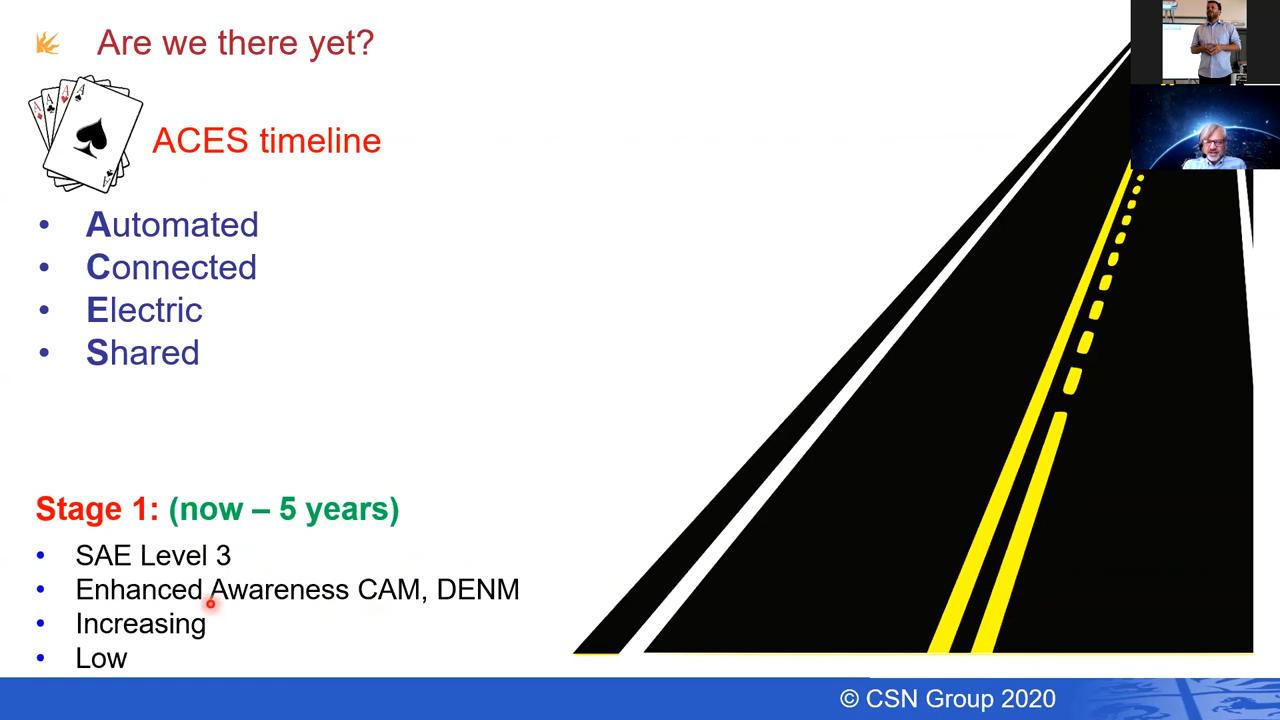 Are we there yet?
ACES timeline
• Automated
• Connected
• Electric
• Shared
Stage 1: (now – 5 years)
• SAE Level 3
• Enhanced Awareness CAM, DENM
• Increasing
• Low
© CSN Group 2020